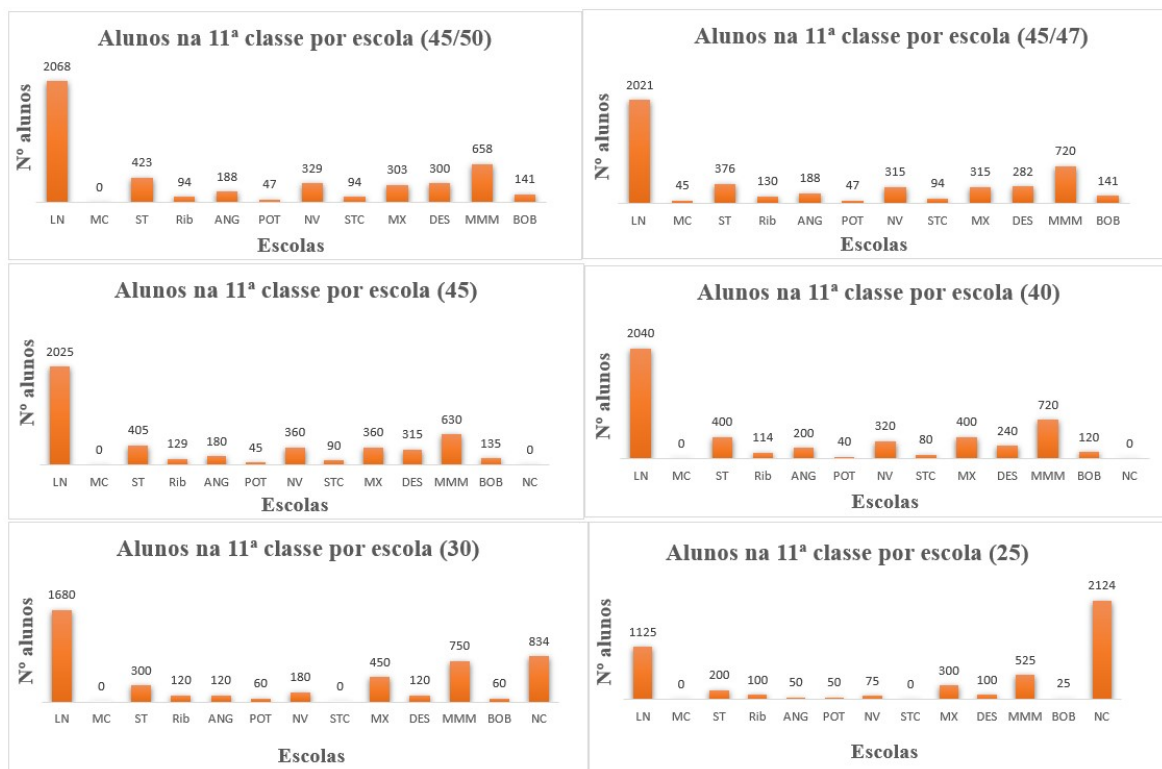 Alunos na 11ª classe por escola (45/50)
Nº alunos
2068 0 423 94 188 47 329 94 303 300 658 141
LN MC ST Rib ANG POT NV STC MX DES MMM BOB
Escolas
Alunos na 11ª classe por escola (45/47)
Nº alunos
2021 45 376 130 188 47 315 94 315 282 720 141
LN MC ST Rib ANG POT NV STC MX DES MMM BOB
Escolas
Alunos na 11ª classe por escola (45)
Nº alunos
2025 0 405 129 180 45 360 90 360 315 630 135 0
LN MC ST Rib ANG POT NV STC MX DES MMM BOB NC
Escolas
Alunos na 11ª classe por escola (40)
Nº alunos
2040 0 400 114 200 40 320 80 400 240 720 120 0
LN MC ST Rib ANG POT NV STC MX DES MMM BOB NC
Escolas
Alunos na 11ª classe por escola (30)
Nº alunos
1680 0 300 120 120 60 180 0 450 120 750 60 834
LN MC ST Rib ANG POT NV STC MX DES MMM BOB NC
Escolas
Alunos na 11ª classe por escola (25)
Nº alunos
1125 0 200 100 50 50 75 0 300 100 525 25 2124
LN MC ST Rib ANG POT NV STC MX DES MMM BOB NC
Escolas